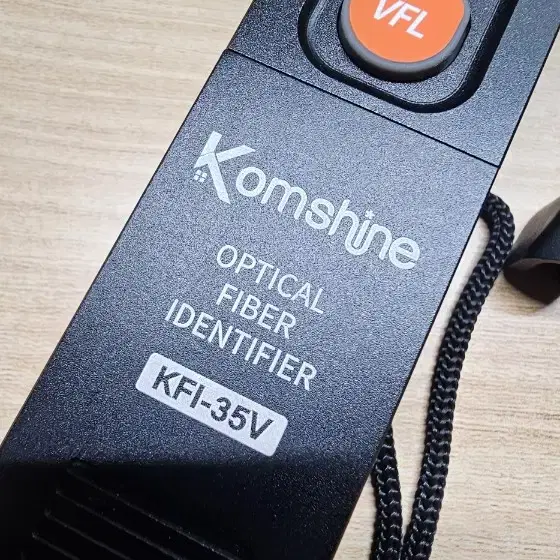 VFL
Komshine
OPTICAL
FIBER
IDENTIFIER
KFI-35V